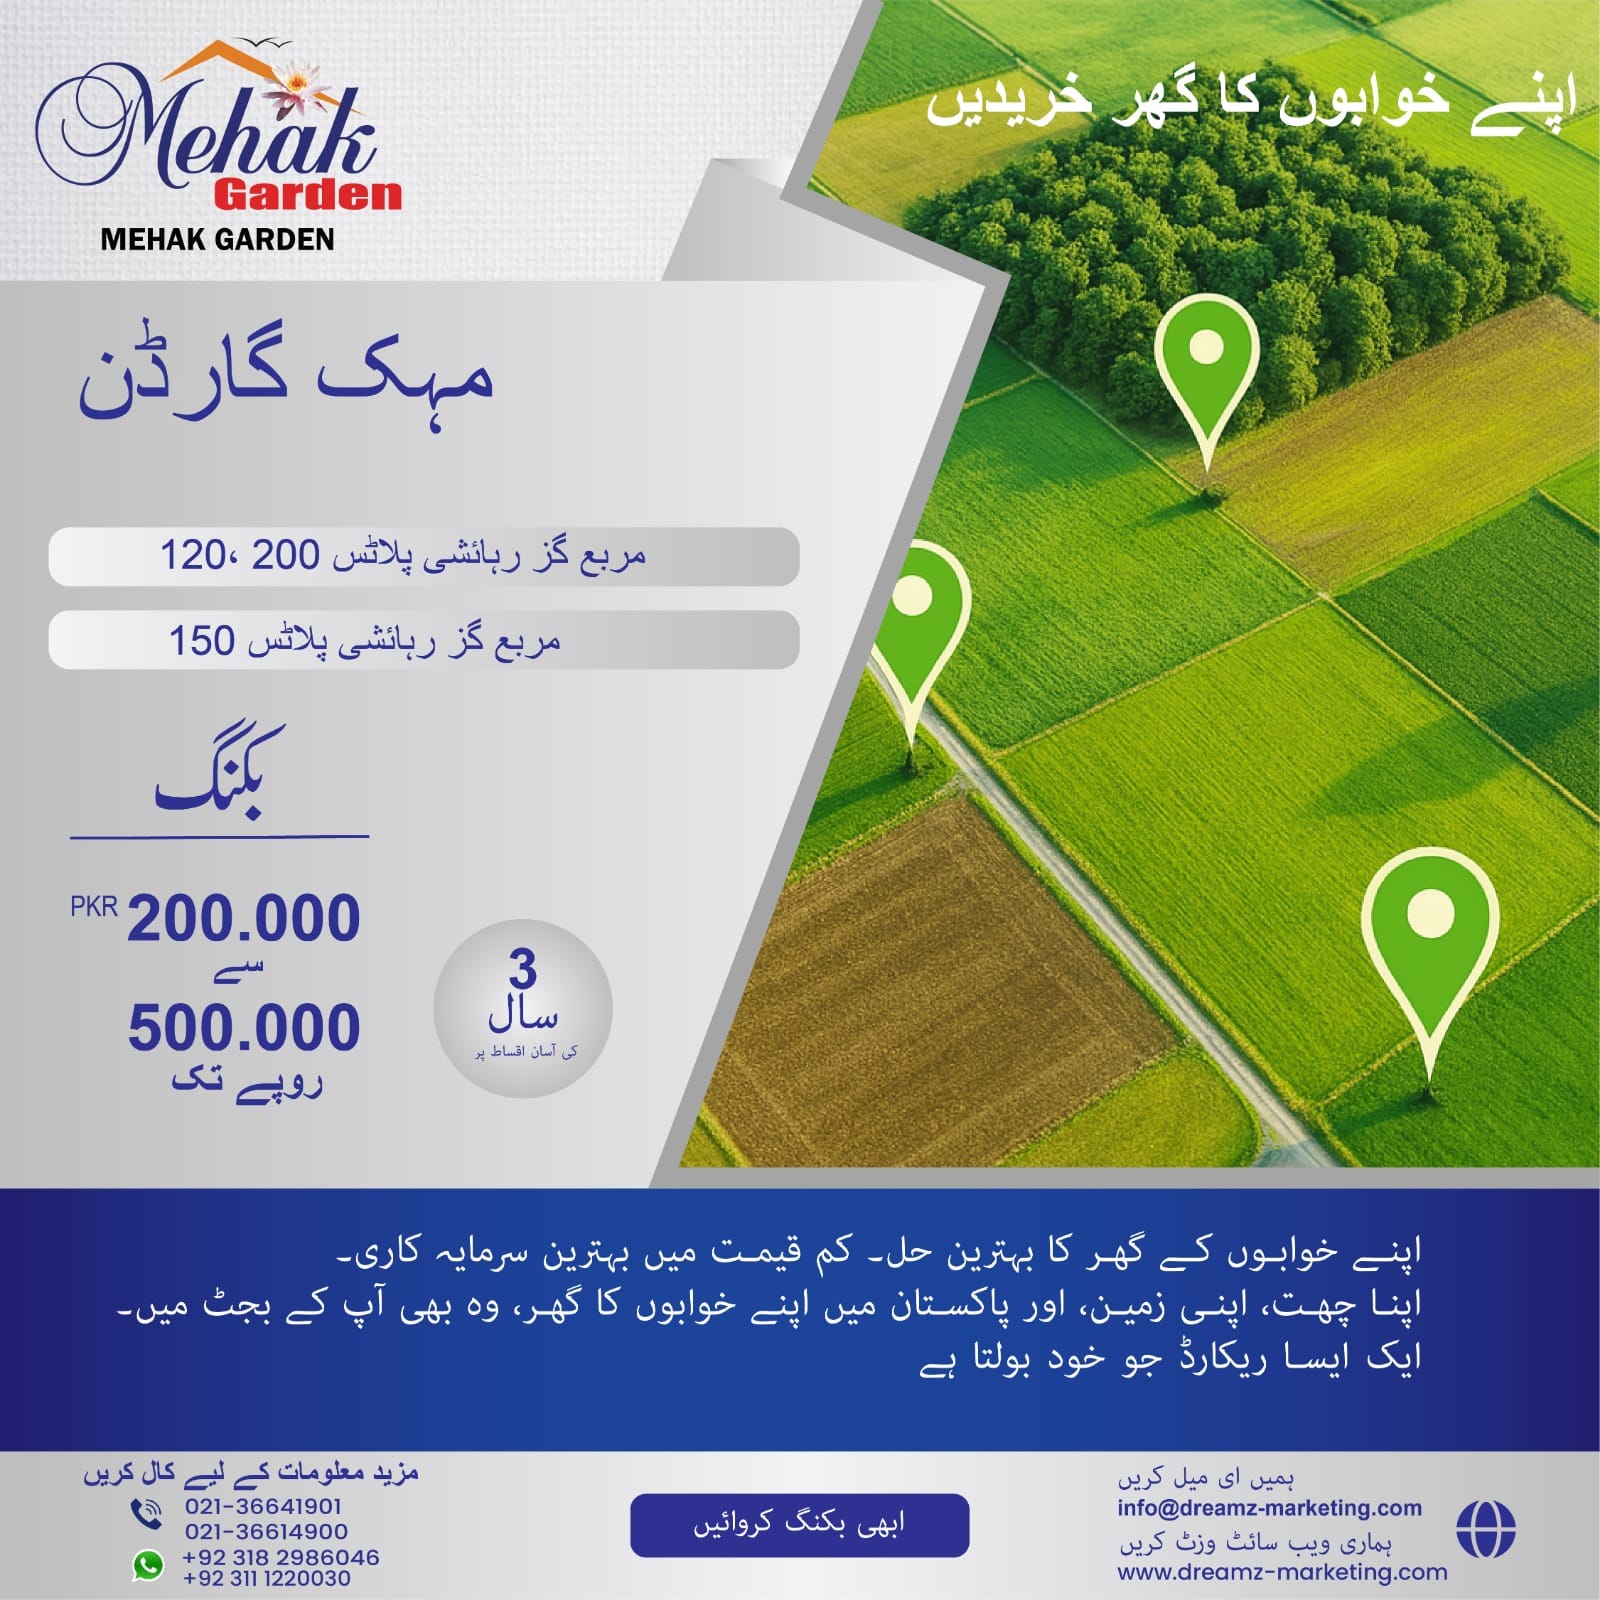 Mehak
Garden
MEHAK GARDEN
اپنے خوابوں کا گھر خریدیں
مہک گارڈن
مربع گز رہائشی پلاٹس 200 ،120
مربع گز رہائشی پلاٹس 150
بکنگ
PKR 200.000
سے
500.000
روپے تک
3
سال
کی آسان اقساط پر
اپنے خوابوں کے گھر کا بہترین حل۔ کم قیمت میں بہترین سرمایہ کاری۔
اپنا چھت، اپنی زمین، اور پاکستان میں اپنے خوابوں کا گھر، وہ بھی آپ کے بجٹ میں۔
ایک ایسا ریکارڈ جو خود بولتا ہے
مزید معلومات کے لیے کال کریں
021-36641901
021-36614900
+92 318 2986046
+92 311 1220030
ابھی بکنگ کروائیں
ہمیں ای میل کریں
info@dreamz-marketing.com
ہماری ویب سائٹ وزٹ کریں
www.dreamz-marketing.com